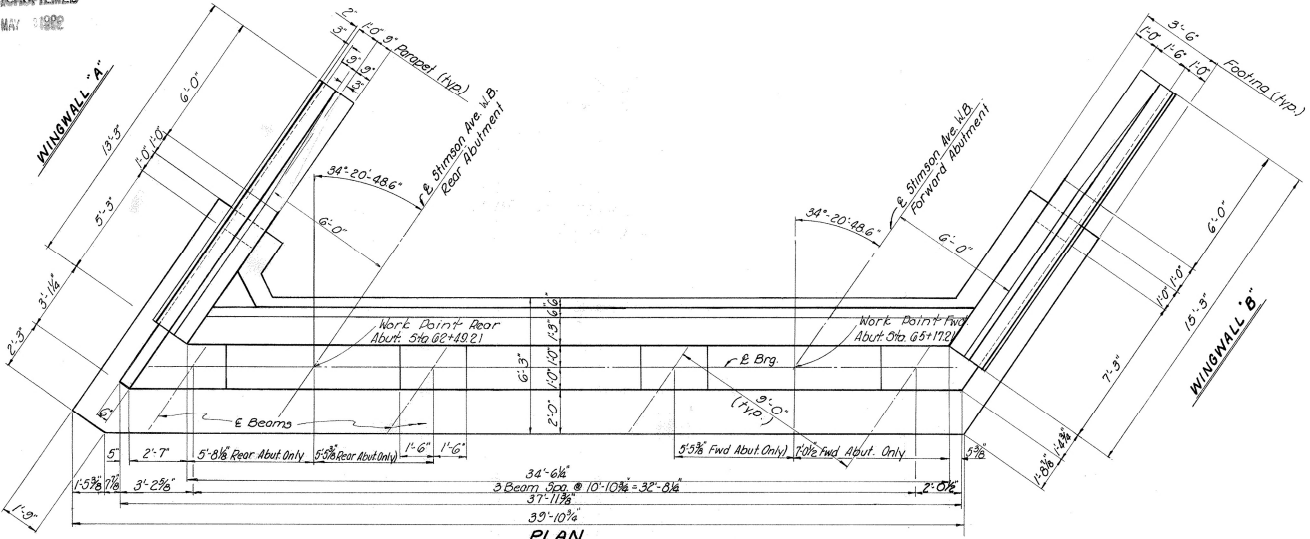 MAY 1982
WINGWALL "A"
13'-3"
6'-0"
1'-0" 1'-0"
5'-3"
3'-1¼"
2'-3"
2"
3"
1'-0" 9" Parapet (typ.)
9"
9"
3"
34°-20'-48.6"
6'-0"
℄ Stimson Ave. W.B.
Rear Abutment
34°-20'-48.6"
6'-0"
℄ Stimson Ave. W.B.
Forward Abutment
3'-6"
1'-0" 1'-6" 1'-0"
Footing (typ.)
6'-0"
1'-0" 1'-0"
15'-3"
7'-3"
WINGWALL "B"
1'-4¾"
1'-8⅜"
Work Point Rear
Abut. Sta. 62+49.21
Work Point Fwd.
Abut. Sta. 65+17.21
6'-3"
6" 6"
1'-3"
1'-0" 1'-0"
2'-0"
℄ Brg.
9'-0"
(typ.)
℄ Beams
6"
5"
2'-7"
5'-8⅛" Rear Abut. Only
5'-5⅜" (Rear Abut. Only)
1'-6" 1'-6"
5'-5⅜" Fwd Abut. Only)
7'-0½" Fwd Abut. Only
5⅜"
34'-6¼"
1'-5⅜"
7⅞"
3'-2⅝"
3 Beam Spa. @ 10'-10¾" = 32'-8¼"
37'-11⅜"
1'-9"
39'-10¾"
PLAN